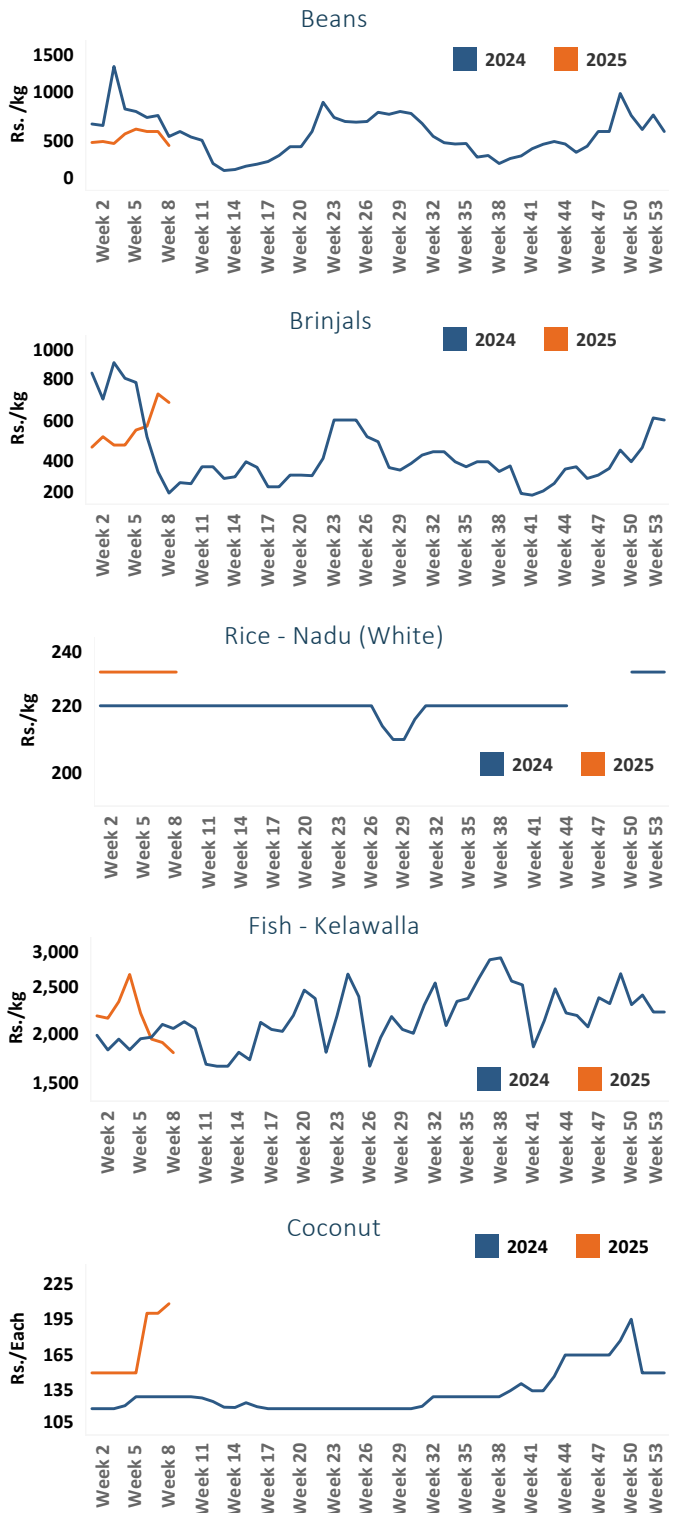 Beans
2024 2025
Rs. /kg
1500
1000
500
0
Week 2 Week 5 Week 8 Week 11 Week 14 Week 17 Week 20 Week 23 Week 26 Week 29 Week 32 Week 35 Week 38 Week 41 Week 44 Week 47 Week 50 Week 53
Brinjals
2024 2025
Rs./kg
1000
800
600
400
200
Week 2 Week 5 Week 8 Week 11 Week 14 Week 17 Week 20 Week 23 Week 26 Week 29 Week 32 Week 35 Week 38 Week 41 Week 44 Week 47 Week 50 Week 53
Rice - Nadu (White)
Rs./kg
240
220
200
2024 2025
Week 2 Week 5 Week 8 Week 11 Week 14 Week 17 Week 20 Week 23 Week 26 Week 29 Week 32 Week 35 Week 38 Week 41 Week 44 Week 47 Week 50 Week 53
Fish - Kelawalla
Rs./kg
3,000
2,500
2,000
1,500
2024 2025
Week 2 Week 5 Week 8 Week 11 Week 14 Week 17 Week 20 Week 23 Week 26 Week 29 Week 32 Week 35 Week 38 Week 41 Week 44 Week 47 Week 50 Week 53
Coconut
2024 2025
Rs./Each
225
195
165
135
105
Week 2 Week 5 Week 8 Week 11 Week 14 Week 17 Week 20 Week 23 Week 26 Week 29 Week 32 Week 35 Week 38 Week 41 Week 44 Week 47 Week 50 Week 53